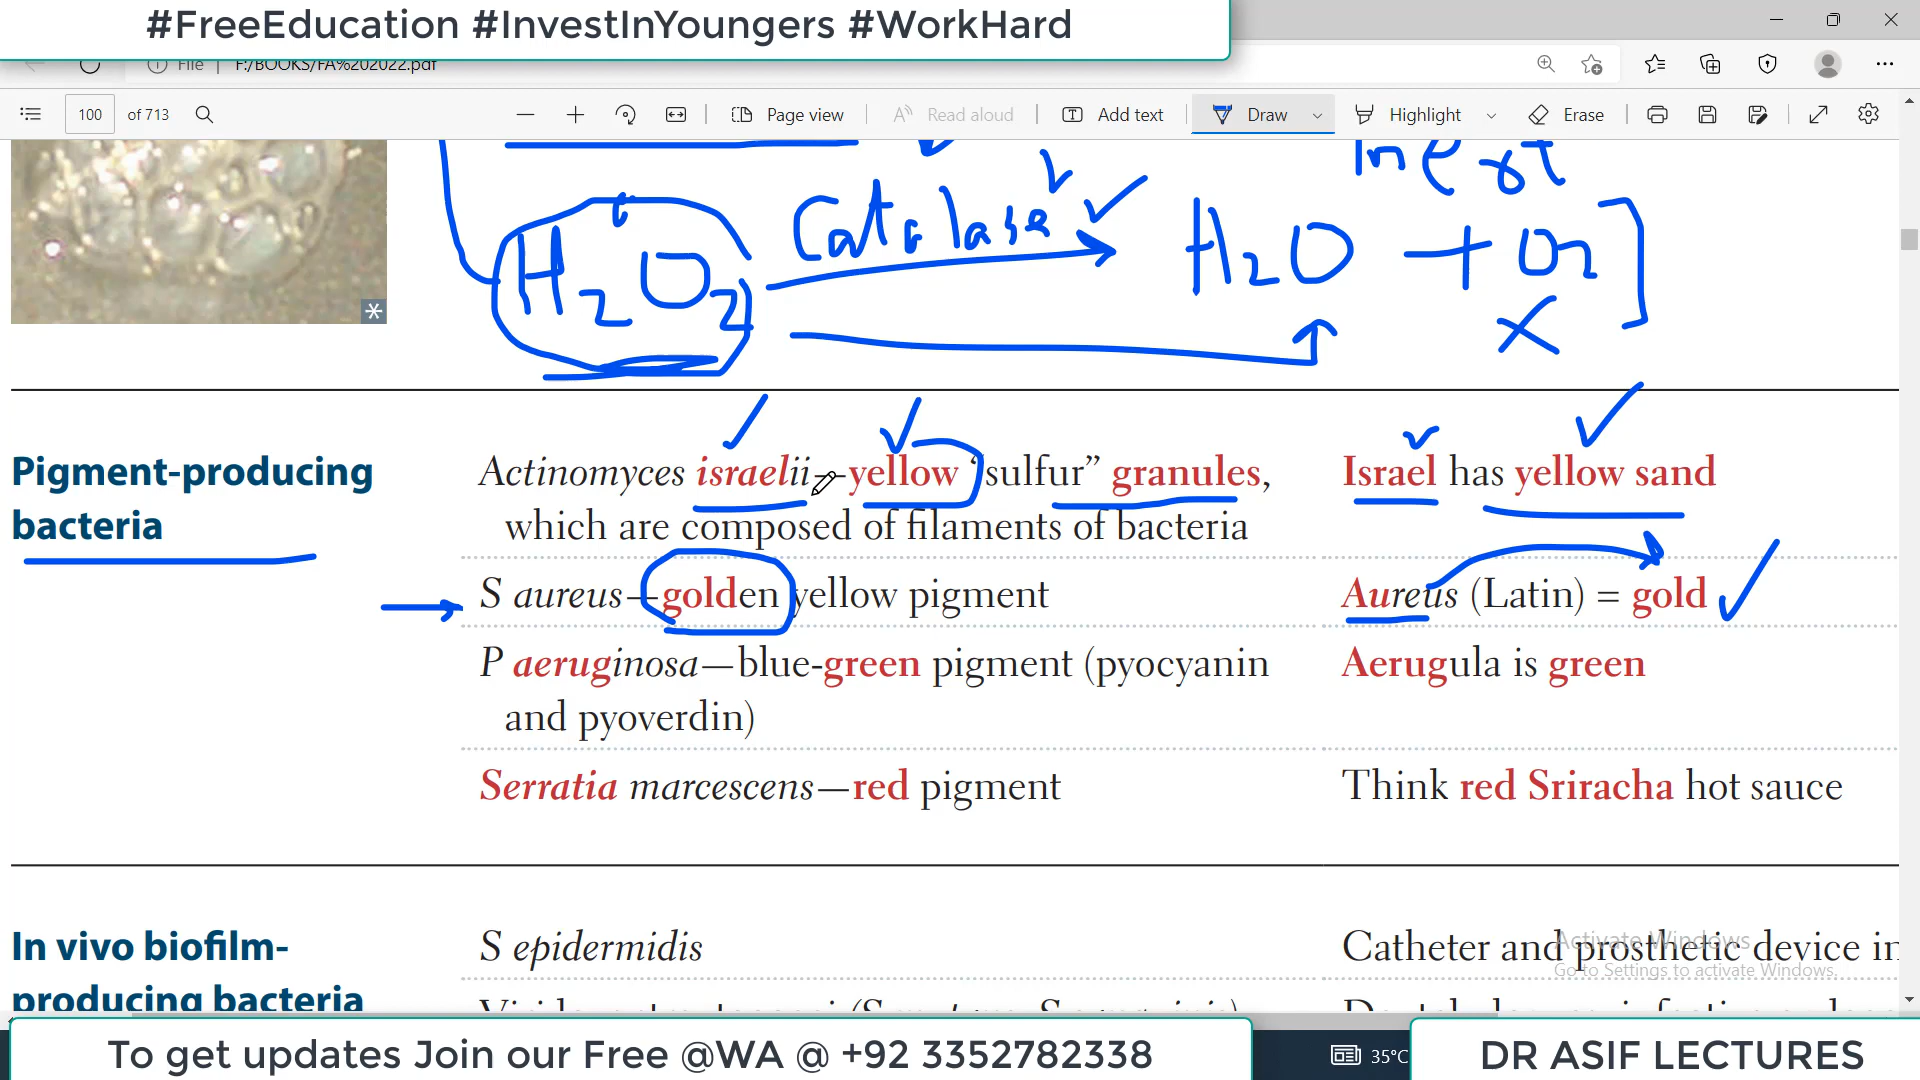 #FreeEducation #InvestInYoungers #WorkHard
File | F:/BOOKS/FA%202022.pdf
100 of 713
Page view
Read aloud
Add text
Draw
Highlight
Erase
Inert
H2O2 Catalase H2O + O2
Pigment-producing bacteria
Actinomyces israelii—yellow “sulfur” granules,
which are composed of filaments of bacteria
Israel has yellow sand
S aureus—golden yellow pigment
Aureus (Latin) = gold
P aeruginosa—blue-green pigment (pyocyanin
and pyoverdin)
Aerugula is green
Serratia marcescens—red pigment
Think red Sriracha hot sauce
In vivo biofilm-
producing bacteria
S epidermidis
Catheter and prosthetic device in
Activate Windows
Go to Settings to activate Windows.
To get updates Join our Free @WA @ +92 3352782338
35°C
DR ASIF LECTURES